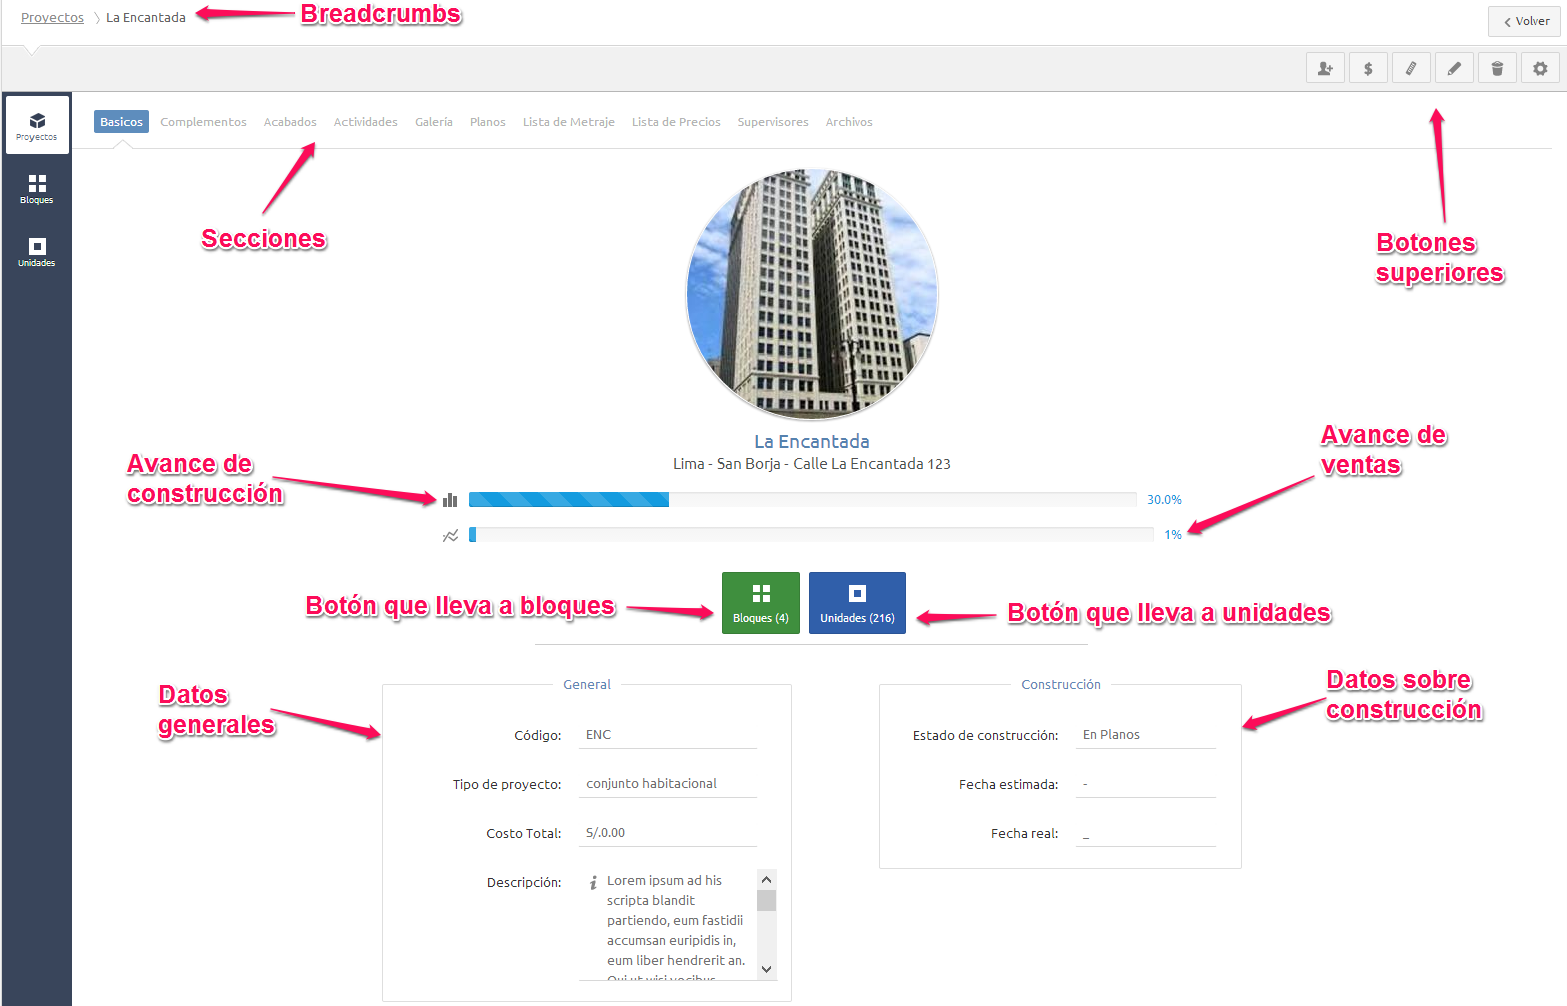 Proyectos
La Encantada
Breadcrumbs
Volver
$
Proyectos
Bloques
Unidades
Basicos
Complementos
Acabados
Actividades
Galeria
Planos
Lista de Metraje
Lista de Precios
Supervisores
Archivos
Secciones
Botones
superiores
La Encantada
Lima - San Borja - Calle La Encantada 123
Avance de
construcción
30.0%
Avance de
ventas
1%
Botón que lleva a bloques
Bloques (4)
Unidades (216)
Botón que lleva a unidades
Datos
generales
General
Código: ENC
Tipo de proyecto: conjunto habitacional
Costo Total: S/.0.00
Descripción: Lorem ipsum ad his
scripta blandit
partiendo, eum fastidii
accumsan euripidis in,
eum liber hendrerit an.
Qui ut wisi vocibus
Construcción
Estado de construcción: En Planos
Fecha estimada: -
Fecha real: _
Datos sobre
construcción